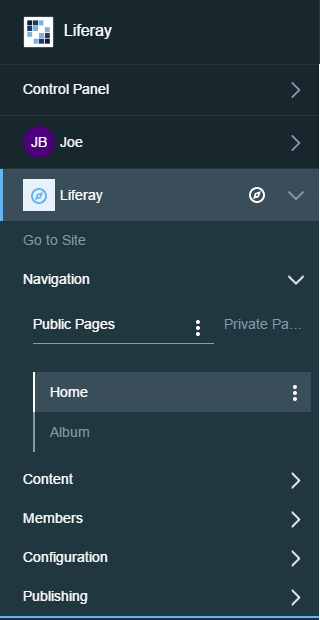 Liferay
Control Panel
JB Joe
Liferay
Go to Site
Navigation
Public Pages Private Pa...
Home
Album
Content
Members
Configuration
Publishing